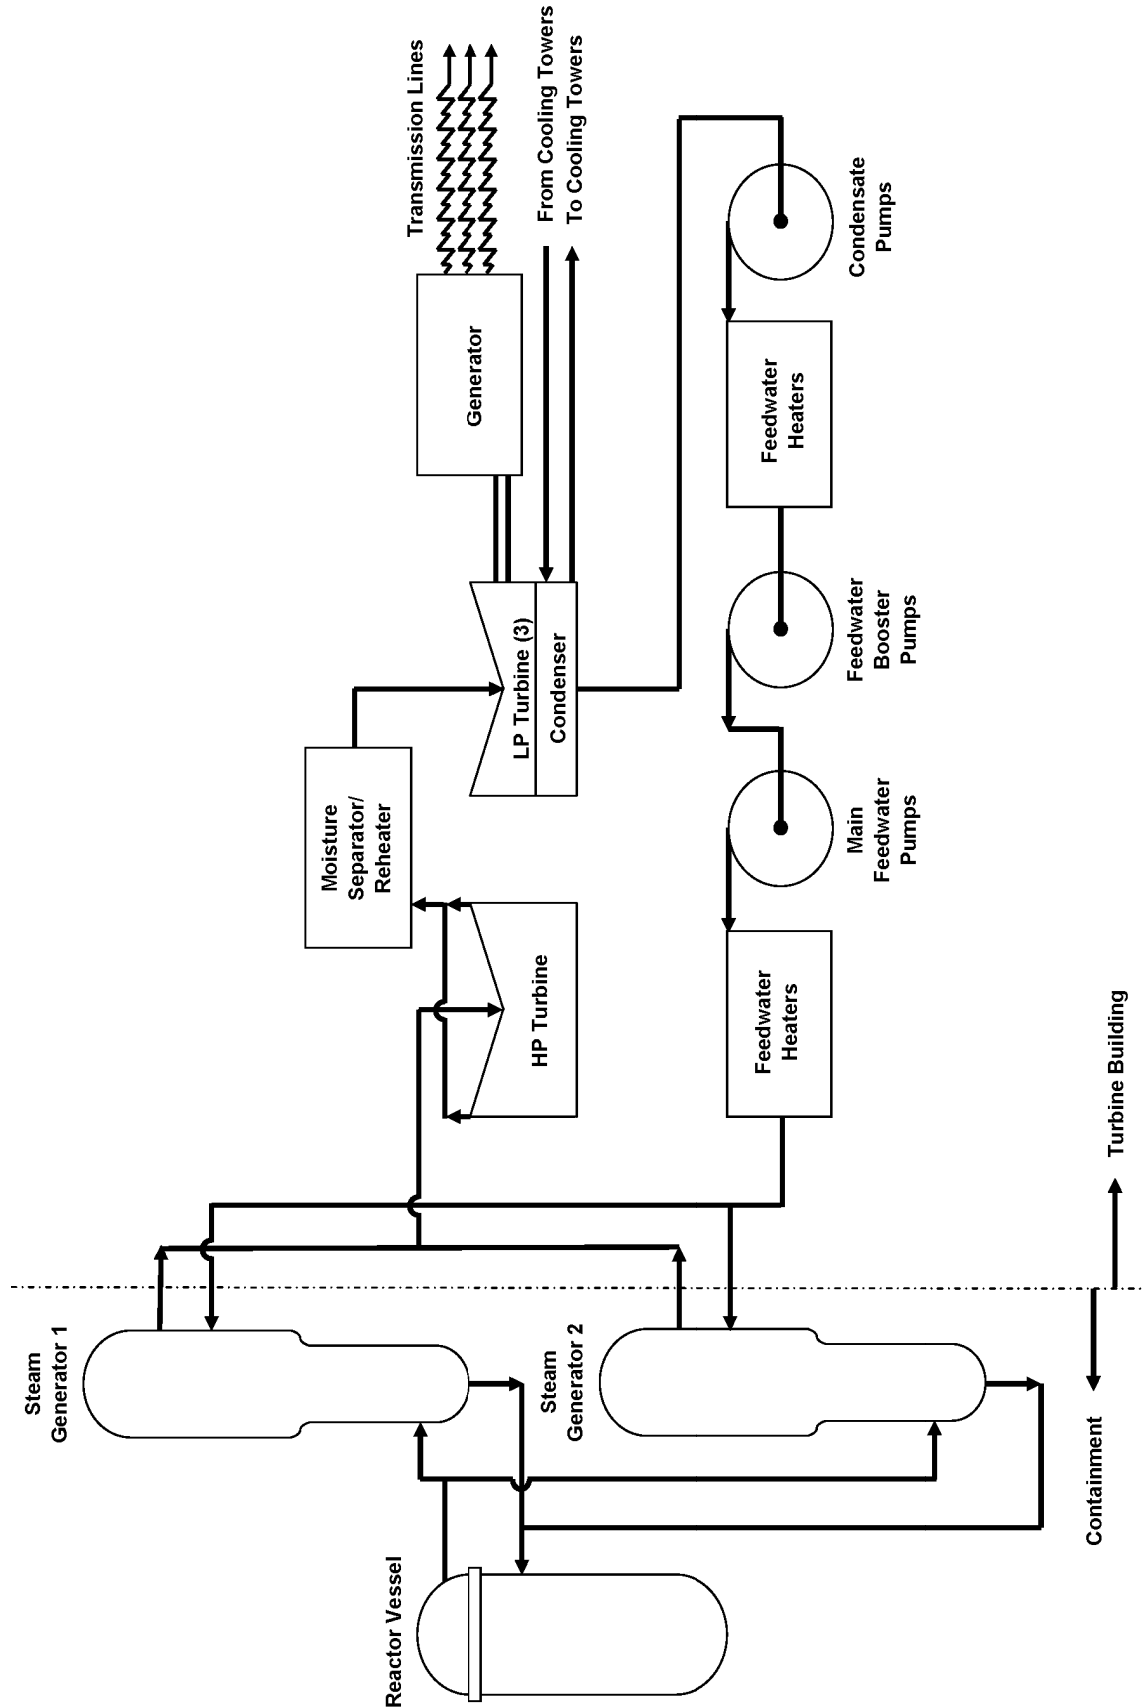 Steam
Generator 1
Reactor Vessel
Steam
Generator 2
Containment
Turbine Building
Moisture
Separator/
Reheater
HP Turbine
LP Turbine (3)
Condenser
Generator
Transmission Lines
From Cooling Towers
To Cooling Towers
Feedwater
Heaters
Main
Feedwater
Pumps
Feedwater
Booster
Pumps
Feedwater
Heaters
Condensate
Pumps